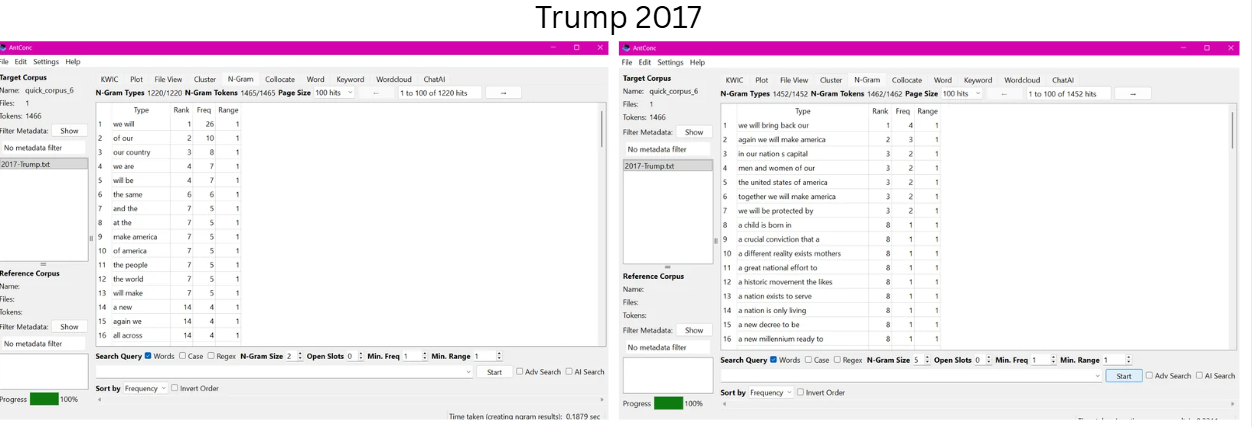 Trump 2017
AntConc
File Edit Settings Help
Target Corpus
Name: quick_corpus_6
Files: 1
Tokens: 1466
Filter Metadata: Show
No metadata filter
2017-Trump.txt
Reference Corpus
Name:
Files:
Tokens:
Filter Metadata: Show
No metadata filter
Progress 100%
KWIC Plot File View Cluster N-Gram Collocate Word Keyword Wordcloud ChatAI
N-Gram Types 1220/1220 N-Gram Tokens 1465/1465 Page Size 100 hits 1 to 100 of 1220 hits
Type Rank Freq Range
1 we will 1 26 1
2 of our 2 10 1
3 our country 3 8 1
4 we are 4 7 1
5 will be 4 7 1
6 the same 6 6 1
7 and the 7 5 1
8 at the 7 5 1
9 make america 7 5 1
10 of america 7 5 1
11 the people 7 5 1
12 the world 7 5 1
13 will make 7 5 1
14 a new 14 4 1
15 again we 14 4 1
16 all across 14 4 1
Search Query Words Case Regex N-Gram Size 2 Open Slots 0 Min. Freq 1 Min. Range 1
Start Adv Search AI Search
Sort by Frequency Invert Order
Time taken (creating ngram results): 0.1879 sec
AntConc
File Edit Settings Help
Target Corpus
Name: quick_corpus_6
Files: 1
Tokens: 1466
Filter Metadata: Show
No metadata filter
2017-Trump.txt
Reference Corpus
Name:
Files:
Tokens:
Filter Metadata: Show
No metadata filter
Progress 100%
KWIC Plot File View Cluster N-Gram Collocate Word Keyword Wordcloud ChatAI
N-Gram Types 1452/1452 N-Gram Tokens 1462/1462 Page Size 100 hits 1 to 100 of 1452 hits
Type Rank Freq Range
1 we will bring back our 1 4 1
2 again we will make america 2 3 1
3 in our nation s capital 3 2 1
4 men and women of our 3 2 1
5 the united states of america 3 2 1
6 together we will make america 3 2 1
7 we will be protected by 3 2 1
8 a child is born in 8 1 1
9 a crucial conviction that a 8 1 1
10 a different reality exists mothers 8 1 1
11 a great national effort to 8 1 1
12 a historic movement the likes 8 1 1
13 a nation exists to serve 8 1 1
14 a nation is only living 8 1 1
15 a new decree to be 8 1 1
16 a new millennium ready to 8 1 1
Search Query Words Case Regex N-Gram Size 5 Open Slots 0 Min. Freq 1 Min. Range 1
Start Adv Search AI Search
Sort by Frequency Invert Order